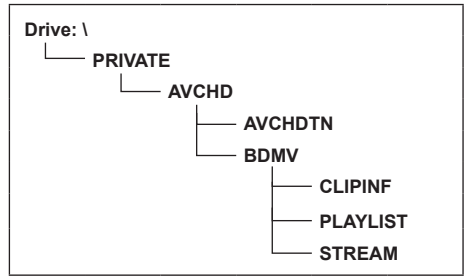 Drive: \
PRIVATE
AVCHD
AVCHDTN
BDMV
CLIPINF
PLAYLIST
STREAM